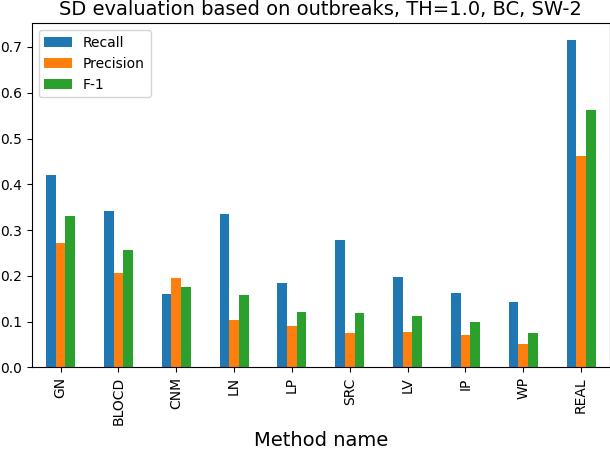 SD evaluation based on outbreaks, TH=1.0, BC, SW-2
Recall
Precision
F-1
0.7
0.6
0.5
0.4
0.3
0.2
0.1
0.0
GN
BLOCD
CNM
LN
LP
SRC
LV
IP
WP
REAL
Method name